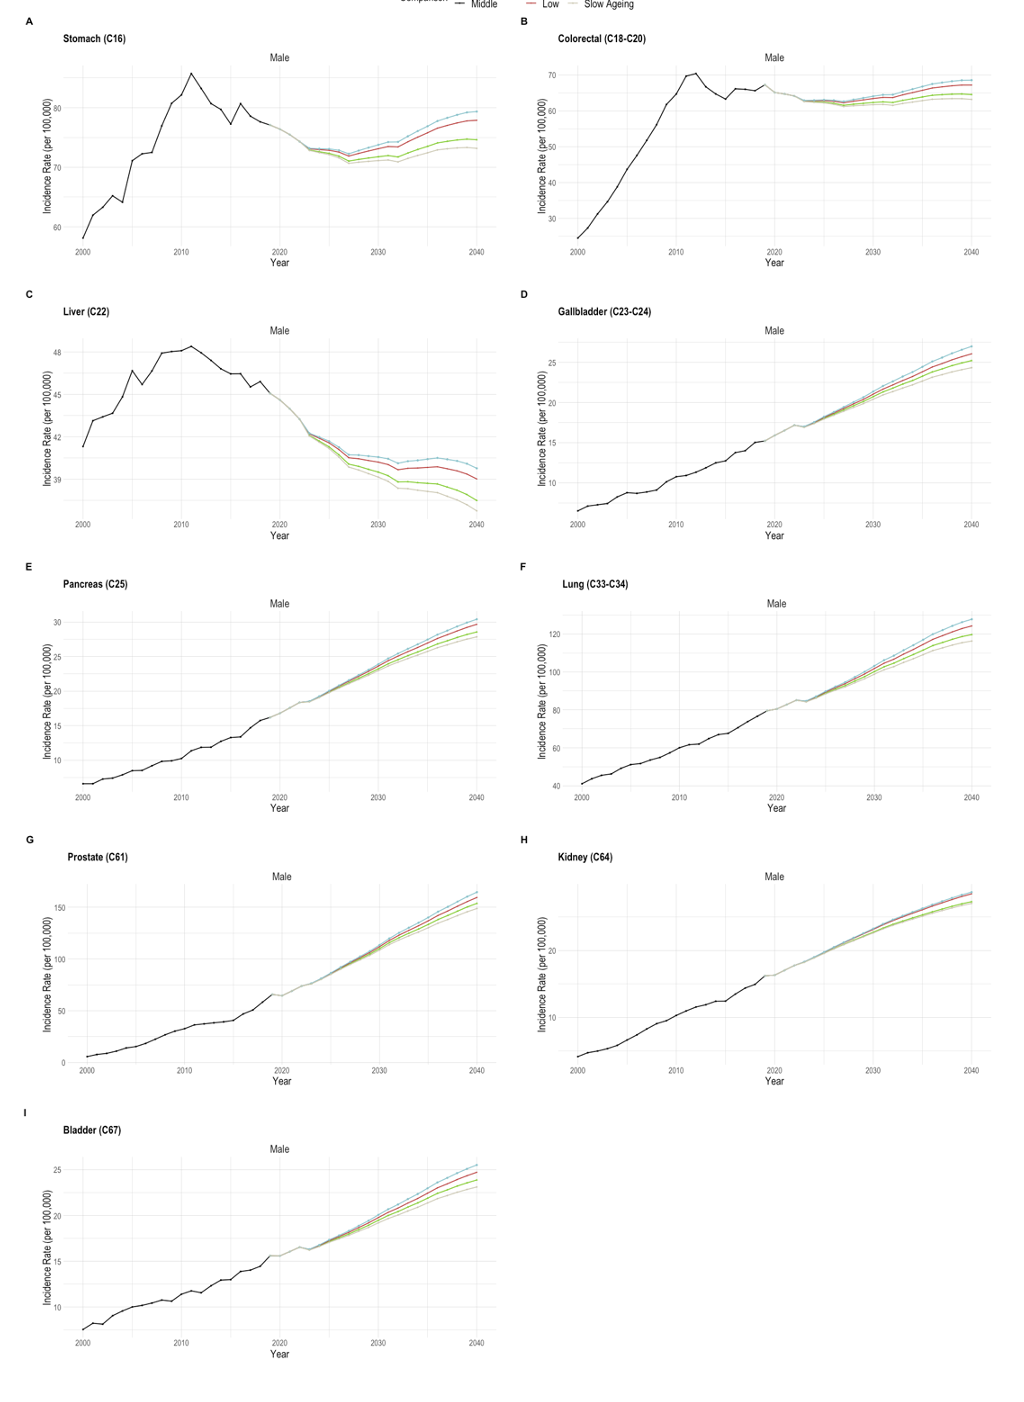 Middle Low Slow Ageing
A B
Stomach (C16) Colorectal (C18-C20)
Male Male
Incidence Rate (per 100,000)
80
70
60
2000 2010 2020 2030 2040
Year
Incidence Rate (per 100,000)
70
60
50
40
30
2000 2010 2020 2030 2040
Year
C D
Liver (C22) Gallbladder (C23-C24)
Male Male
Incidence Rate (per 100,000)
48
45
42
39
2000 2010 2020 2030 2040
Year
Incidence Rate (per 100,000)
25
20
15
10
2000 2010 2020 2030 2040
Year
E F
Pancreas (C25) Lung (C33-C34)
Male Male
Incidence Rate (per 100,000)
30
25
20
15
10
2000 2010 2020 2030 2040
Year
Incidence Rate (per 100,000)
120
100
80
60
40
2000 2010 2020 2030 2040
Year
G H
Prostate (C61) Kidney (C64)
Male Male
Incidence Rate (per 100,000)
150
100
50
0
2000 2010 2020 2030 2040
Year
Incidence Rate (per 100,000)
20
10
2000 2010 2020 2030 2040
Year
I
Bladder (C67)
Male
Incidence Rate (per 100,000)
25
20
15
10
2000 2010 2020 2030 2040
Year